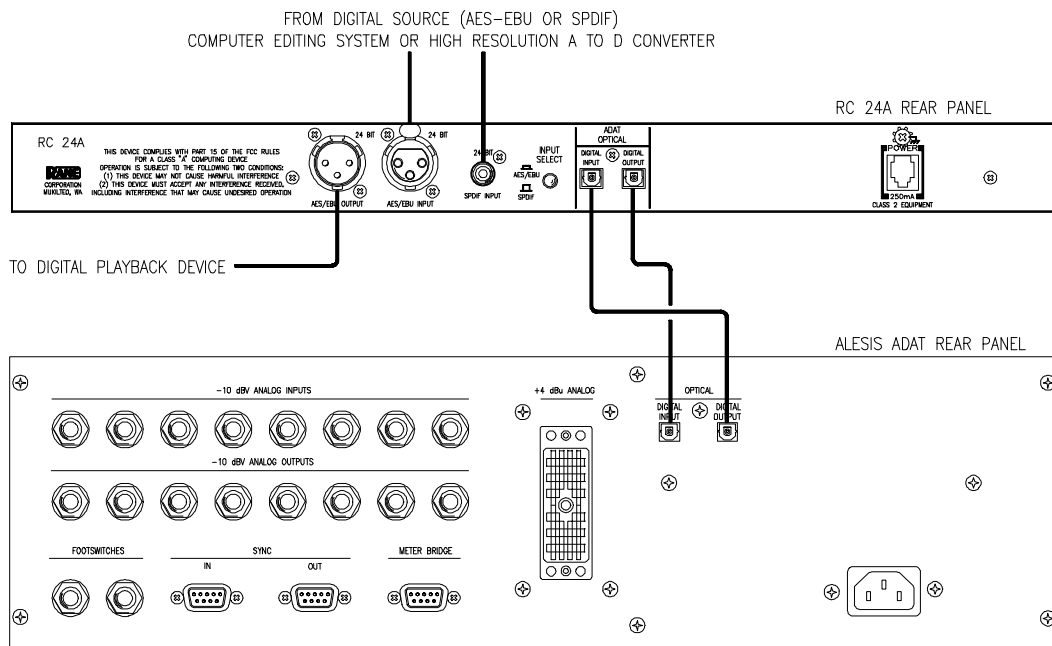 FROM DIGITAL SOURCE (AES-EBU OR SPDIF)
COMPUTER EDITING SYSTEM OR HIGH RESOLUTION A TO D CONVERTER
RC 24A REAR PANEL
RC 24A
RANE
CORPORATION
MUKILTEO, WA
THIS DEVICE COMPLIES WITH PART 15 OF THE FCC RULES
FOR A CLASS "A" COMPUTING DEVICE
OPERATION IS SUBJECT TO THE FOLLOWING TWO CONDITIONS:
(1) THIS DEVICE MAY NOT CAUSE HARMFUL INTERFERENCE
(2) THIS DEVICE MUST ACCEPT ANY INTERFERENCE RECEIVED,
INCLUDING INTERFERENCE THAT MAY CAUSE UNDESIRED OPERATION
24 BIT
AES/EBU OUTPUT
24 BIT
AES/EBU INPUT
24 BIT
SPDIF INPUT
INPUT
SELECT
AES/EBU
SPDIF
ADAT
OPTICAL
DIGITAL
INPUT
DIGITAL
OUTPUT
POWER
250mA
CLASS 2 EQUIPMENT
TO DIGITAL PLAYBACK DEVICE
ALESIS ADAT REAR PANEL
-10 dBV ANALOG INPUTS
+4 dBu ANALOG
OPTICAL
DIGITAL
INPUT
DIGITAL
OUTPUT
-10 dBV ANALOG OUTPUTS
FOOTSWITCHES
SYNC
IN
OUT
METER BRIDGE